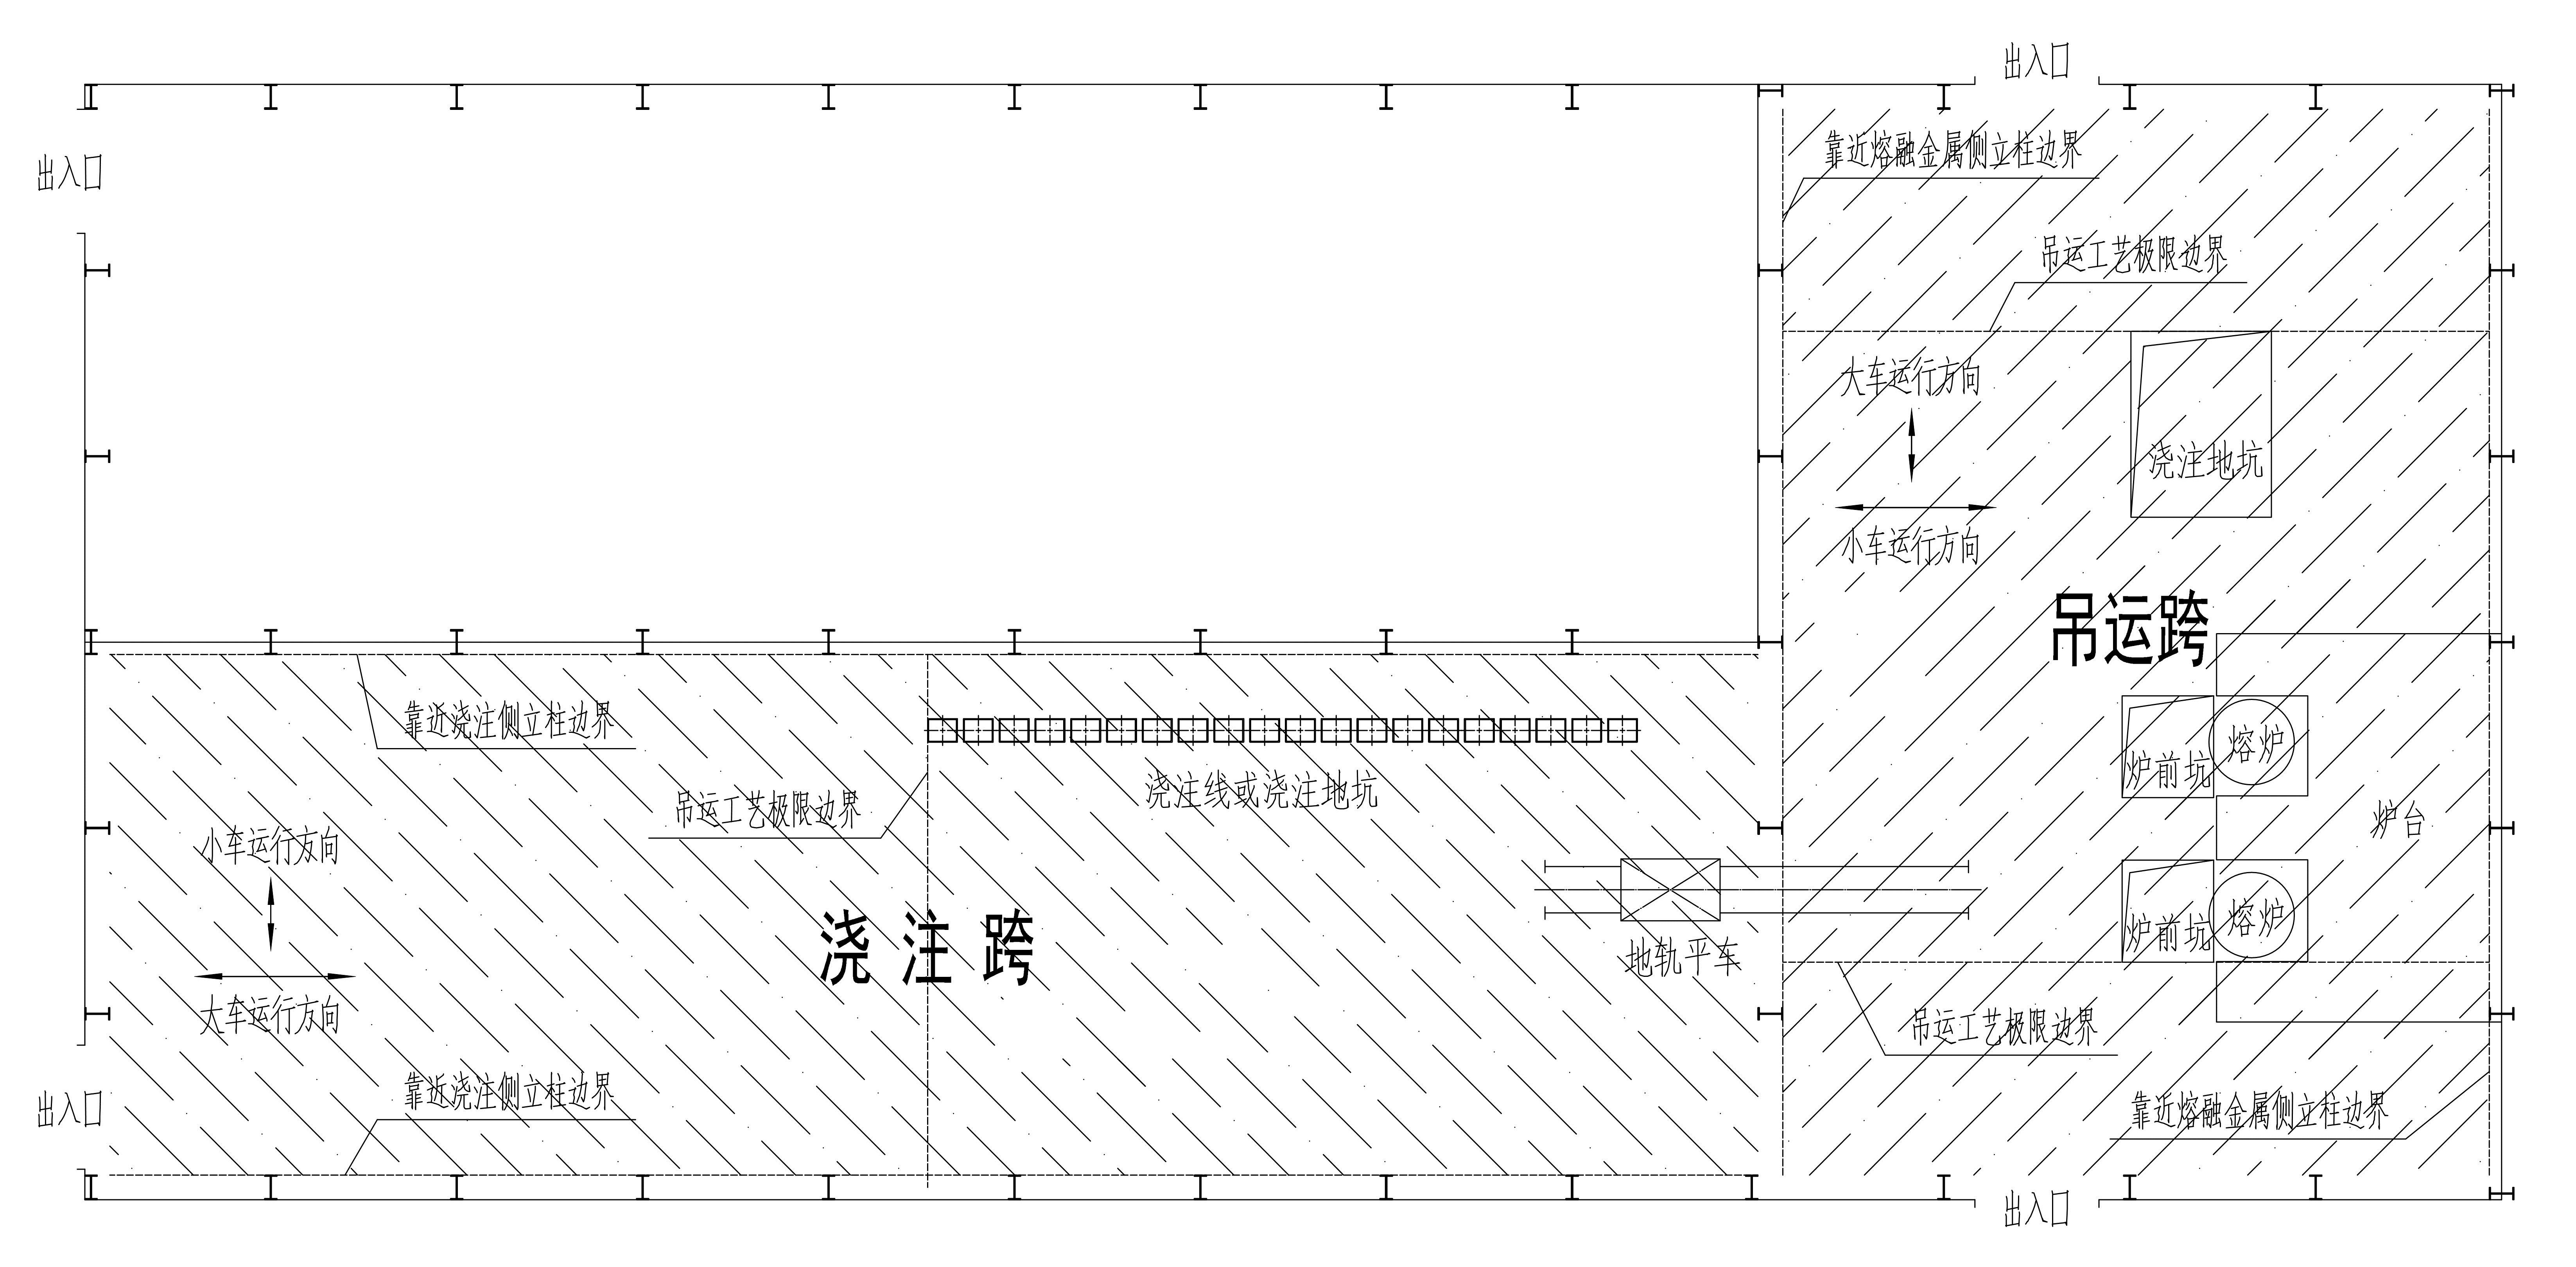 出入口
靠近熔融金属侧立柱边界
出入口
吊运工艺极限边界
大车运行方向
浇注地坑
小车运行方向
吊运跨
靠近浇注侧立柱边界
熔炉
炉前坑
浇注线或浇注地坑
吊运工艺极限边界
炉台
小车运行方向
熔炉
炉前坑
浇注跨
地轨平车
大车运行方向
吊运工艺极限边界
靠近浇注侧立柱边界
出入口
靠近熔融金属侧立柱边界
出入口